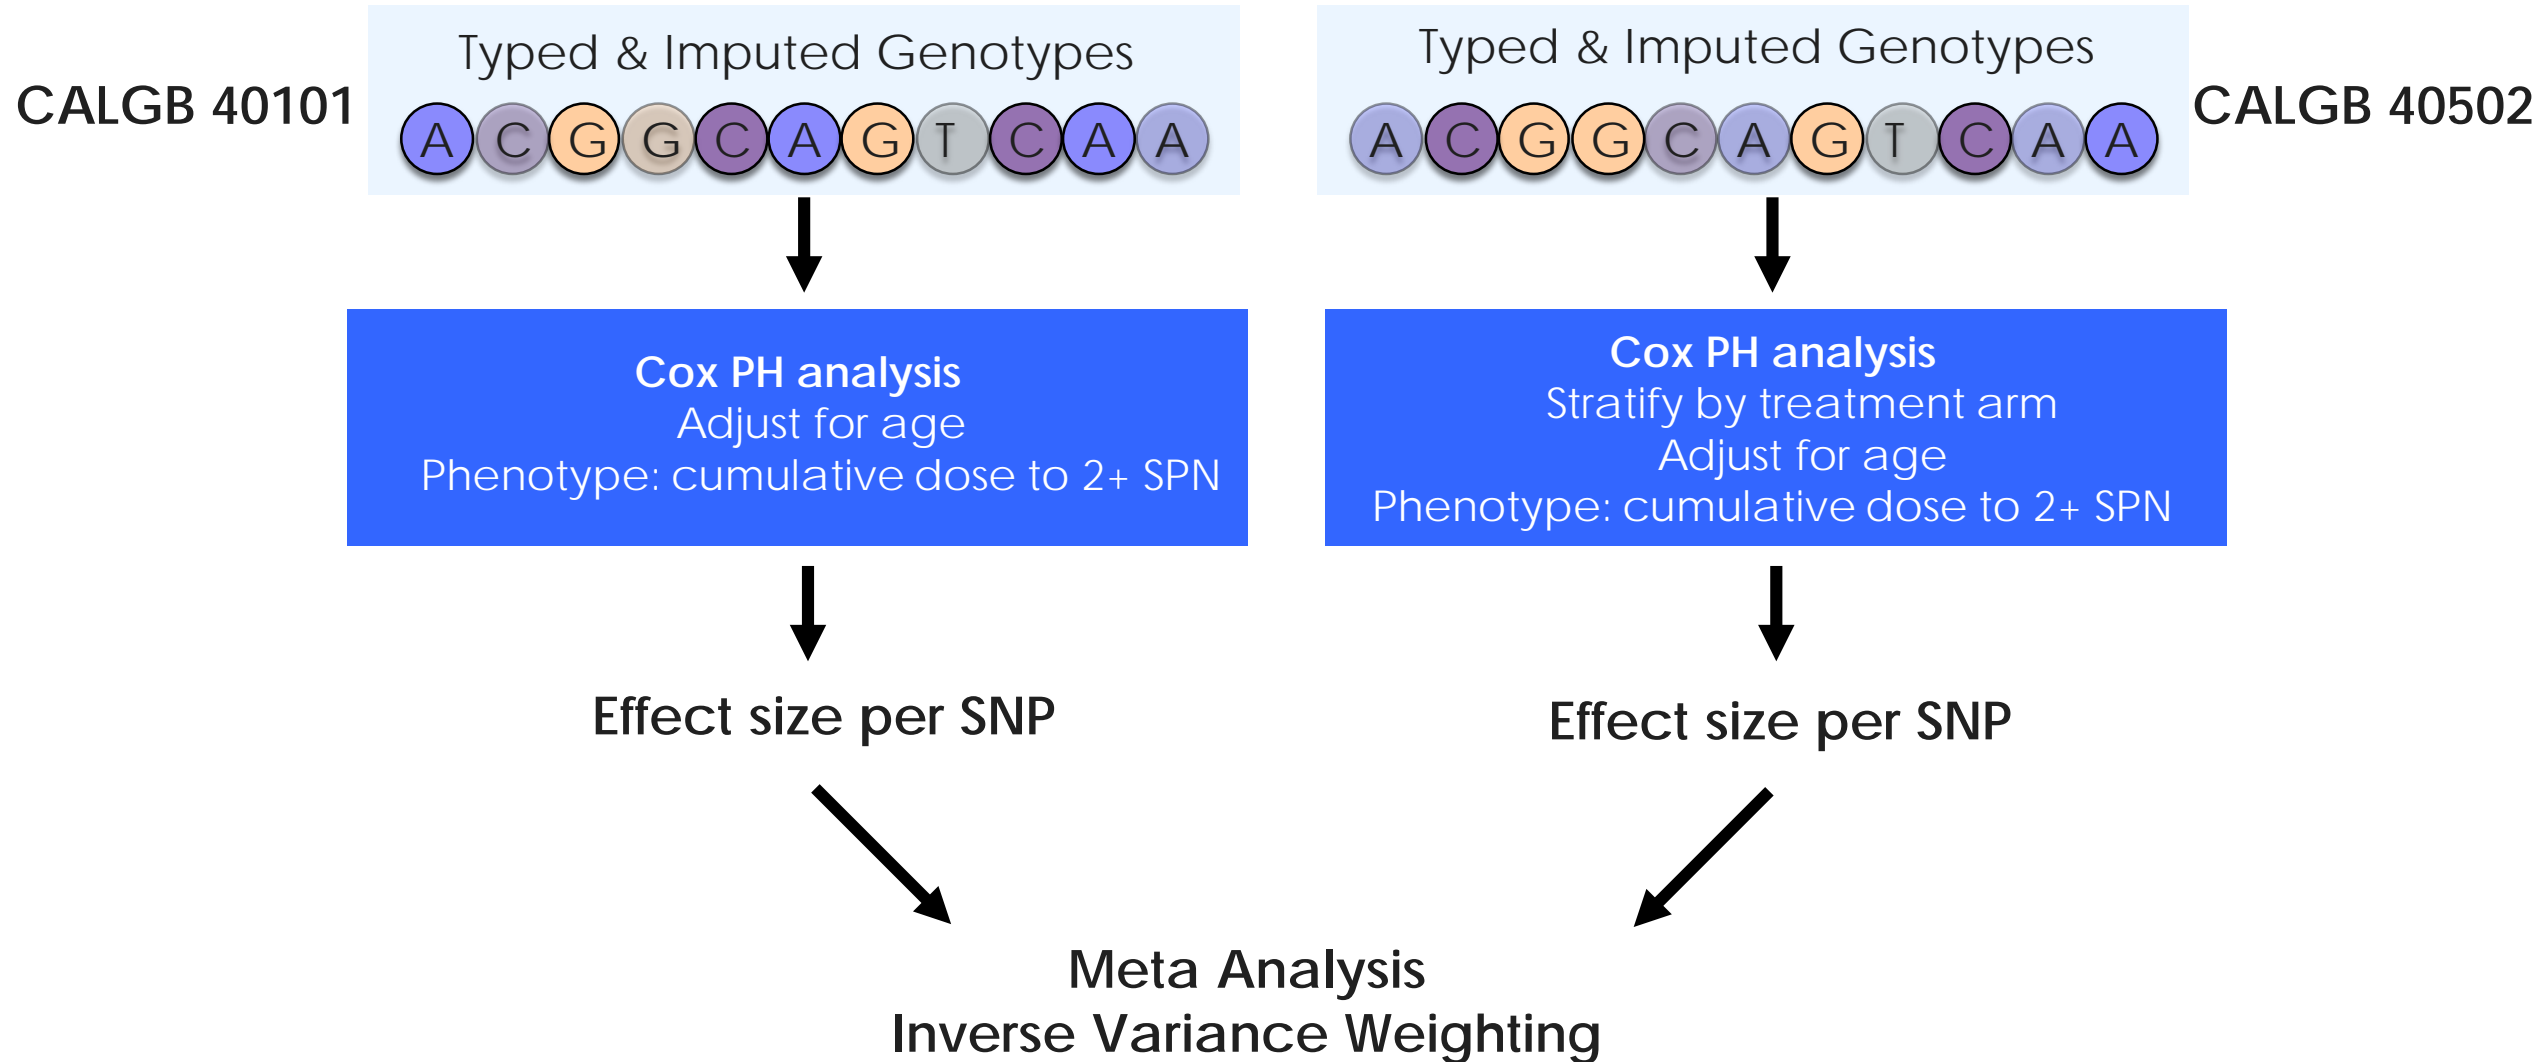 CALGB 40101
Typed & Imputed Genotypes
A C G G C A G T C A A
Typed & Imputed Genotypes
A C G G C A G T C A A
CALGB 40502
Cox PH analysis
Adjust for age
Phenotype: cumulative dose to 2+ SPN
Cox PH analysis
Stratify by treatment arm
Adjust for age
Phenotype: cumulative dose to 2+ SPN
Effect size per SNP
Effect size per SNP
Meta Analysis
Inverse Variance Weighting